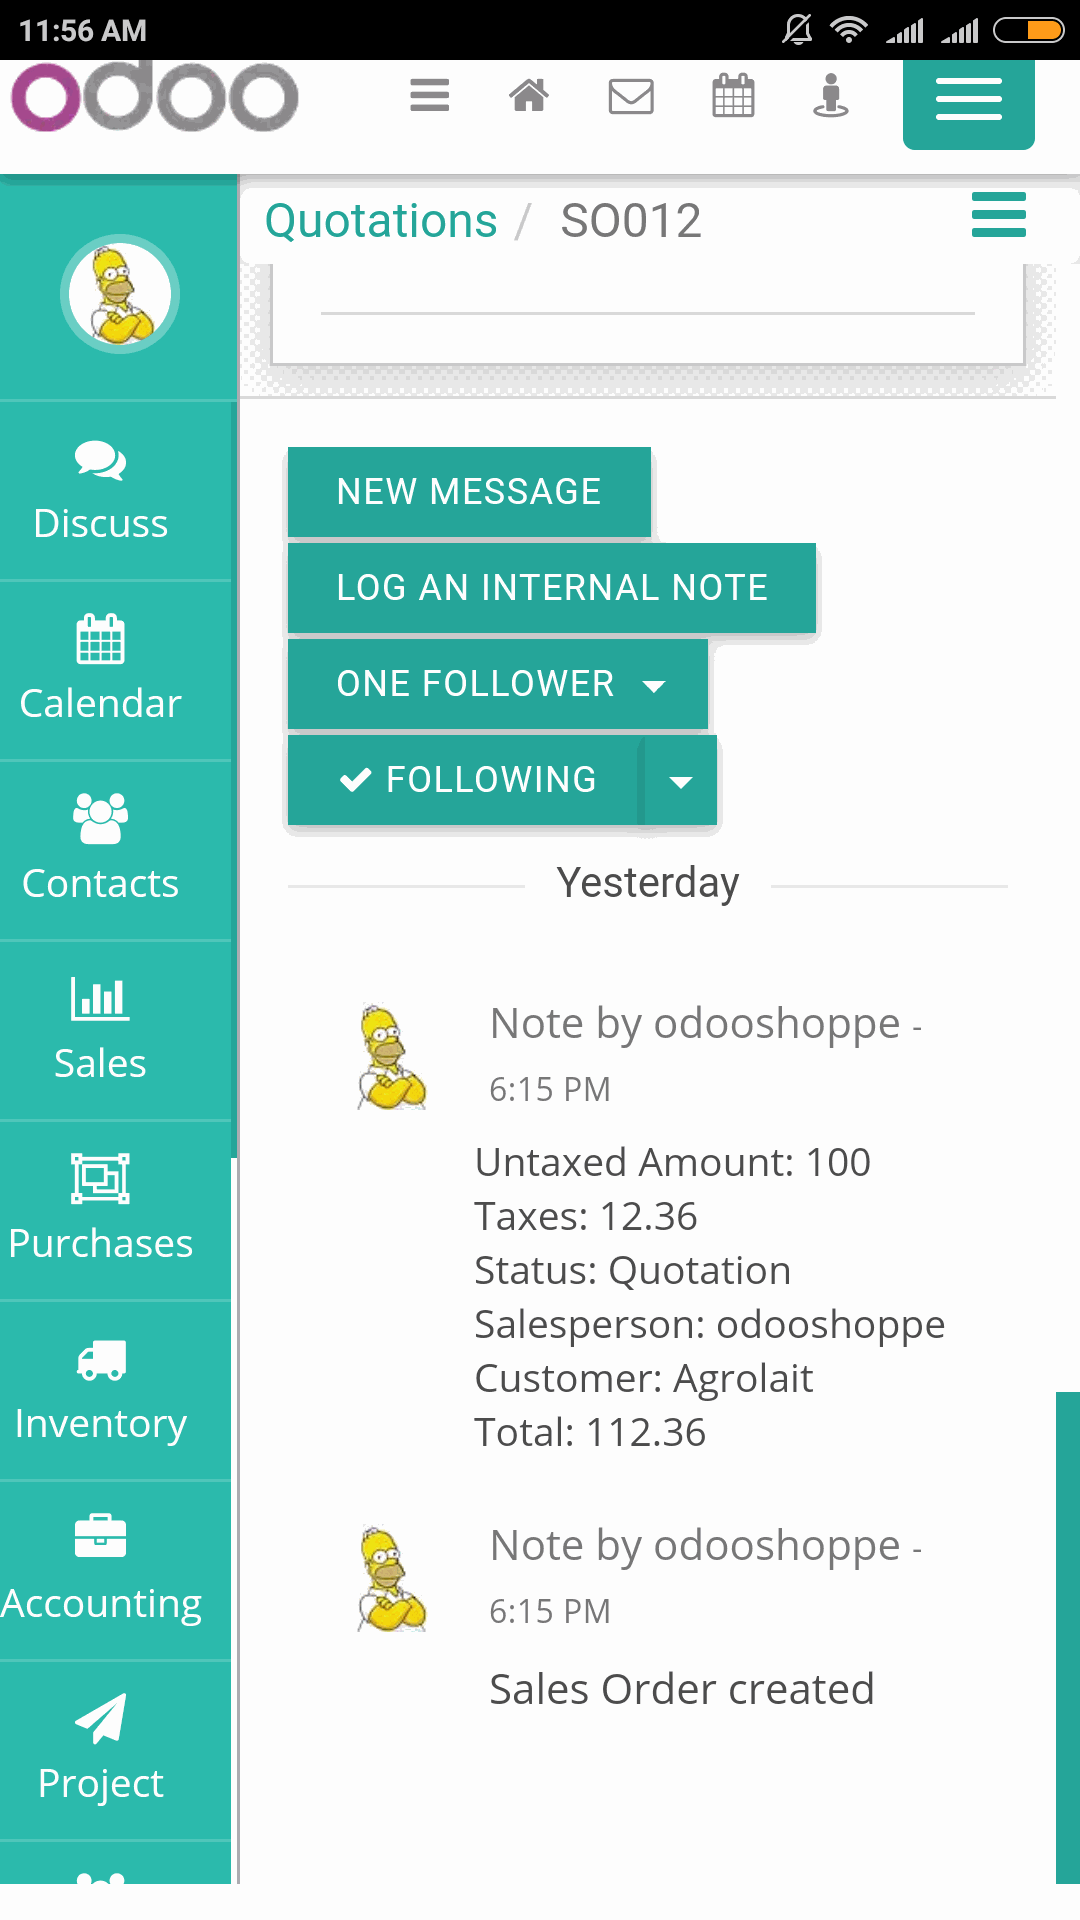 11:56 AM
odoo
Quotations / SO012
Discuss
Calendar
Contacts
Sales
Purchases
Inventory
Accounting
Project
NEW MESSAGE
LOG AN INTERNAL NOTE
ONE FOLLOWER
FOLLOWING
Yesterday
Note by odooshoppe -
6:15 PM
Untaxed Amount: 100
Taxes: 12.36
Status: Quotation
Salesperson: odooshoppe
Customer: Agrolait
Total: 112.36
Note by odooshoppe -
6:15 PM
Sales Order created